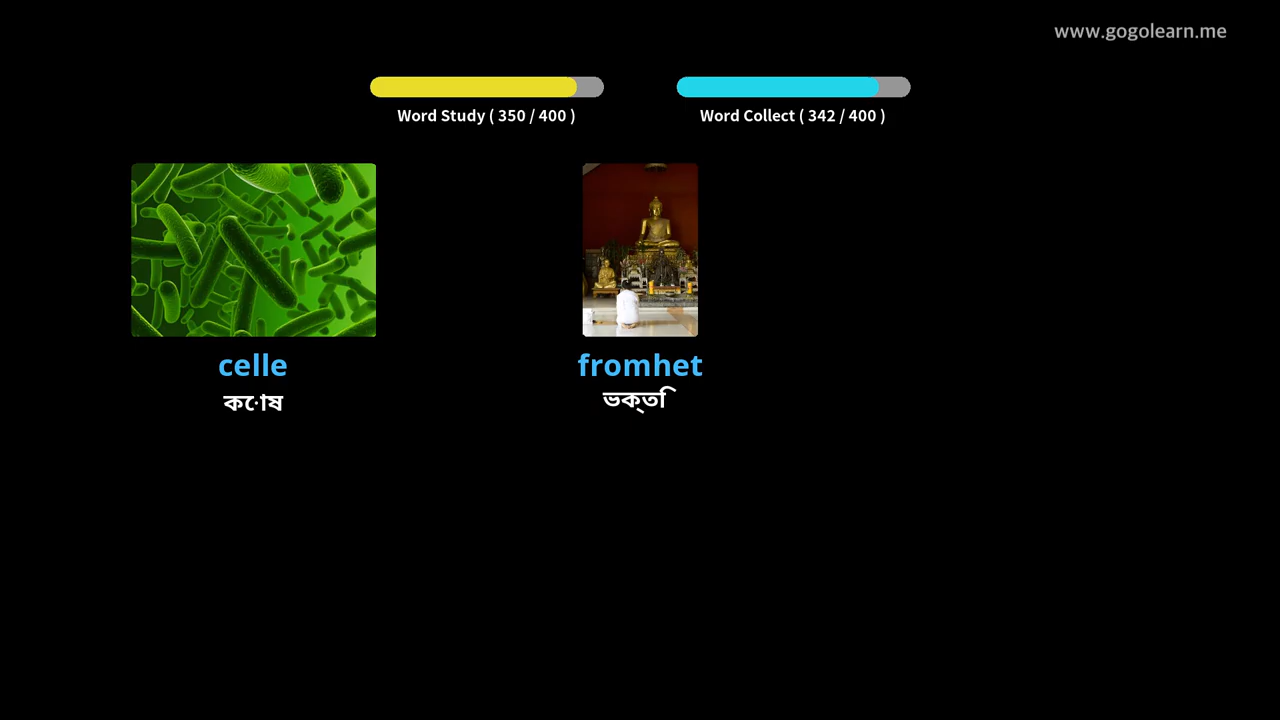 www.gogolearn.me
Word Study ( 350 / 400 )
Word Collect ( 342 / 400 )
celle
কোষ
fromhet
ভক্তি